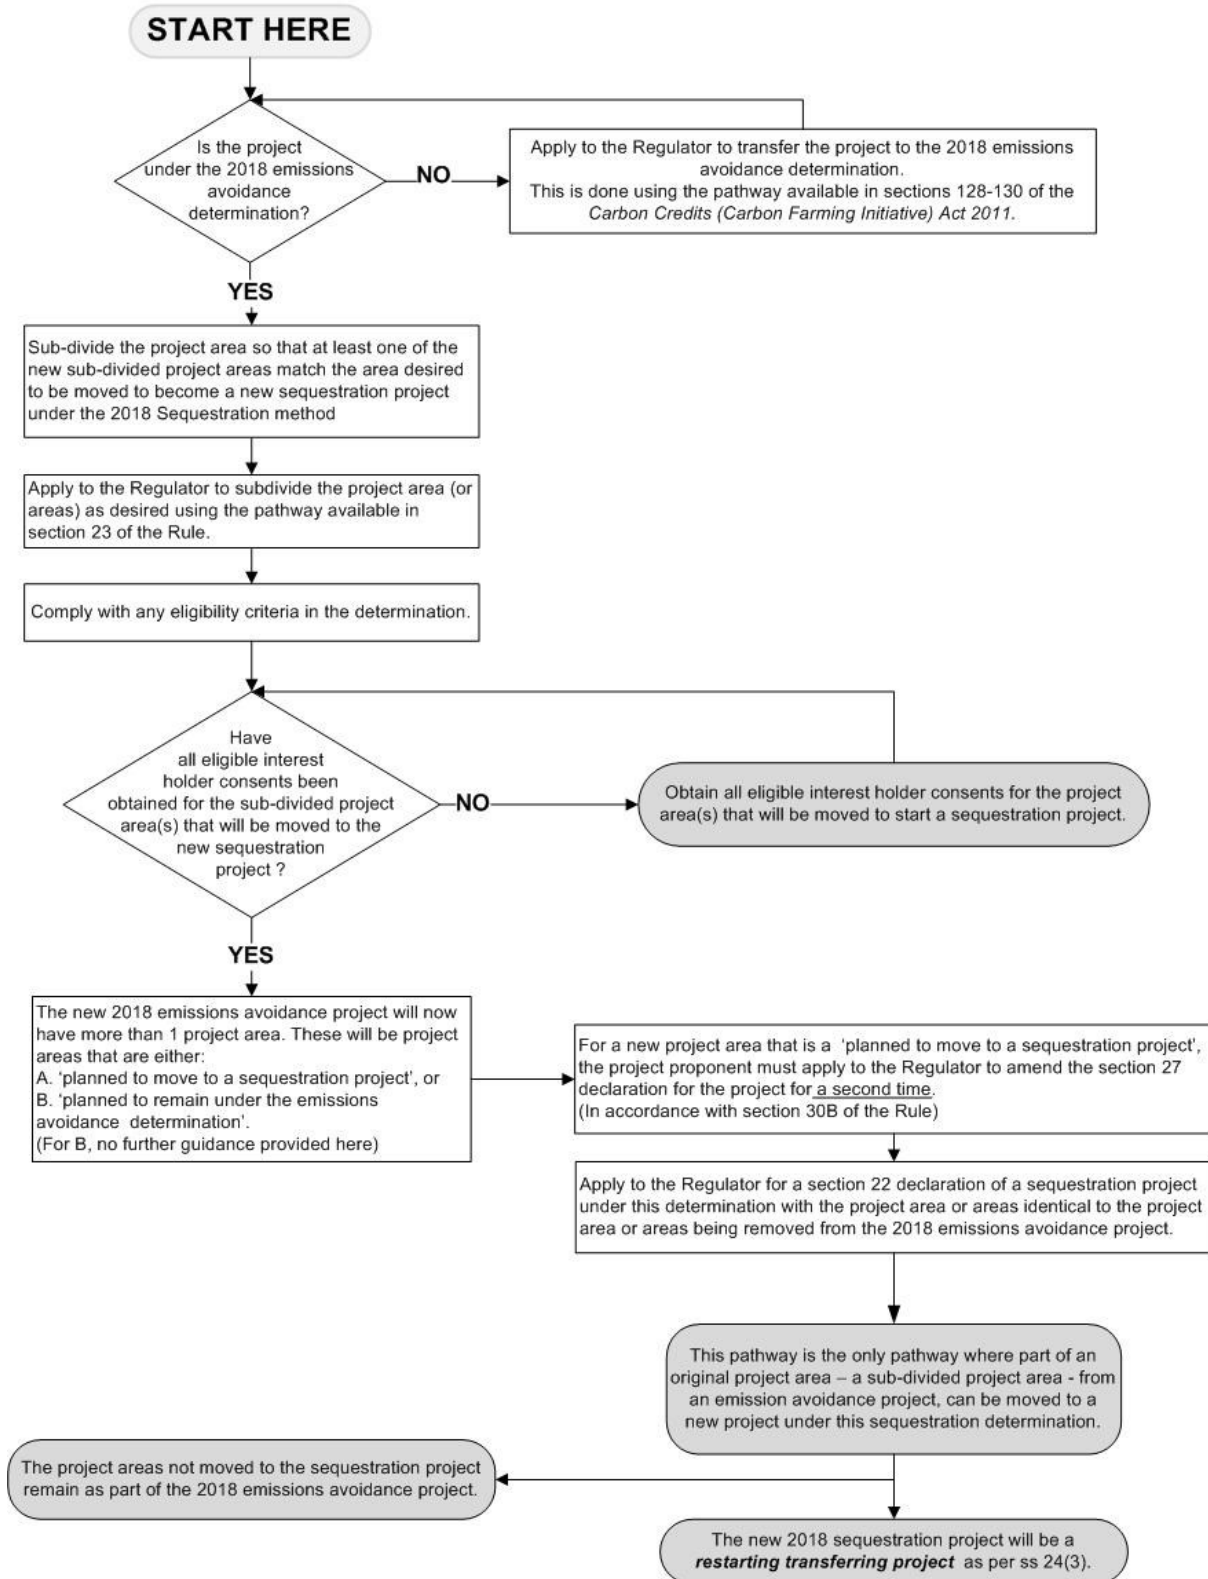 START HERE
Is the project
under the 2018 emissions
avoidance
determination?
NO
Apply to the Regulator to transfer the project to the 2018 emissions
avoidance determination.
This is done using the pathway available in sections 128-130 of the
Carbon Credits (Carbon Farming Initiative) Act 2011.
YES
Sub-divide the project area so that at least one of the
new sub-divided project areas match the area desired
to be moved to become a new sequestration project
under the 2018 Sequestration method
Apply to the Regulator to subdivide the project area (or
areas) as desired using the pathway available in
section 23 of the Rule.
Comply with any eligibility criteria in the determination.
Have
all eligible interest
holder consents been
obtained for the sub-divided project
area(s) that will be moved to the
new sequestration
project ?
NO
Obtain all eligible interest holder consents for the project
area(s) that will be moved to start a sequestration project.
YES
The new 2018 emissions avoidance project will now
have more than 1 project area. These will be project
areas that are either:
A. ‘planned to move to a sequestration project’, or
B. ‘planned to remain under the emissions
avoidance  determination’.
(For B, no further guidance provided here)
For a new project area that is a  ‘planned to move to a sequestration project’,
the project proponent must apply to the Regulator to amend the section 27
declaration for the project for a second time.
(In accordance with section 30B of the Rule)
Apply to the Regulator for a section 22 declaration of a sequestration project
under this determination with the project area or areas identical to the project
area or areas being removed from the 2018 emissions avoidance project.
This pathway is the only pathway where part of an
original project area – a sub-divided project area - from
an emission avoidance project, can be moved to a
new project under this sequestration determination.
The project areas not moved to the sequestration project
remain as part of the 2018 emissions avoidance project.
The new 2018 sequestration project will be a
restarting transferring project  as per ss 24(3).